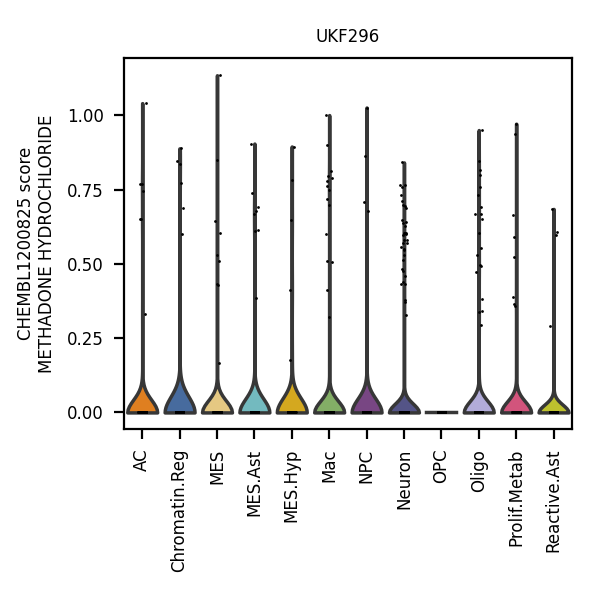 UKF296
CHEMBL1200825 score
METHADONE HYDROCHLORIDE
1.00
0.75
0.50
0.25
0.00
AC
Chromatin.Reg
MES
MES.Ast
MES.Hyp
Mac
NPC
Neuron
OPC
Oligo
Prolif.Metab
Reactive.Ast